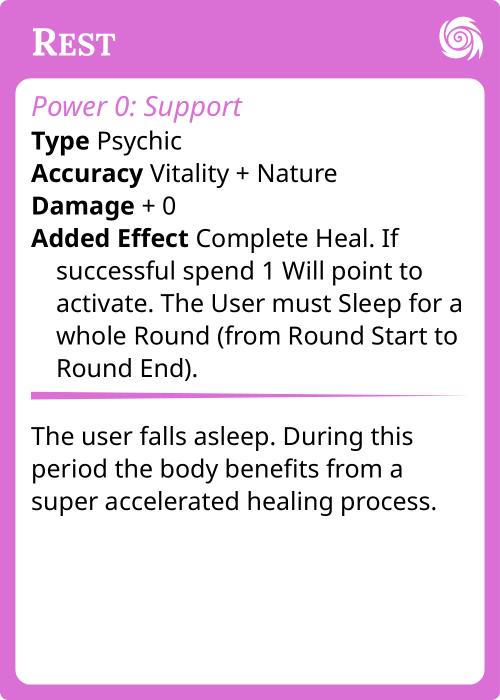 Rest
Power 0: Support
Type Psychic
Accuracy Vitality + Nature
Damage + 0
Added Effect Complete Heal. If
successful spend 1 Will point to
activate. The User must Sleep for a
whole Round (from Round Start to
Round End).
The user falls asleep. During this
period the body benefits from a
super accelerated healing process.